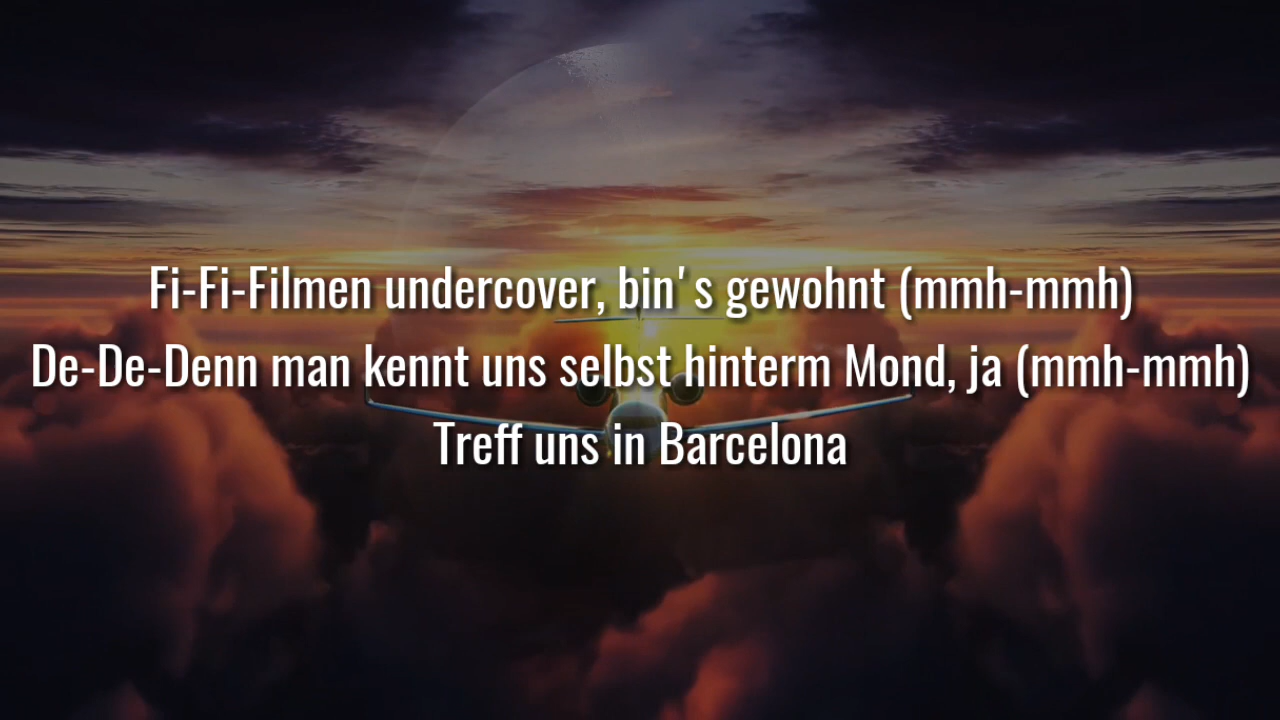 Fi-Fi-Filmen undercover, bin's gewohnt (mmh-mmh)
De-De-Denn man kennt uns selbst hinterm Mond, ja (mmh-mmh)
Treff uns in Barcelona